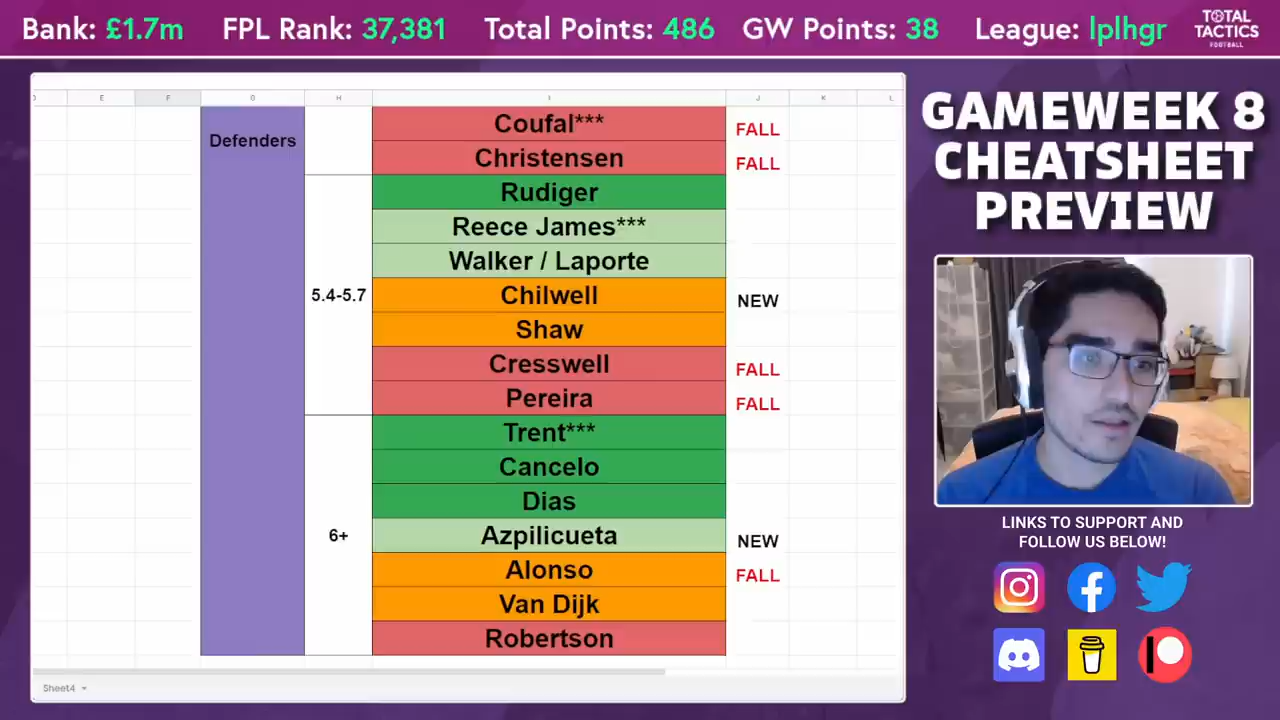 Bank: £1.7m FPL Rank: 37,381 Total Points: 486 GW Points: 38 League: lplhgr
TOTAL
TACTICS
FOOTBALL
E F G H I J K L
Defenders
Coufal*** FALL
Christensen FALL
Rudiger
Reece James***
Walker / Laporte
5.4-5.7 Chilwell NEW
Shaw
Cresswell FALL
Pereira FALL
Trent***
Cancelo
Dias
6+ Azpilicueta NEW
Alonso FALL
Van Dijk
Robertson
Sheet4
GAMEWEEK 8
CHEATSHEET
PREVIEW
LINKS TO SUPPORT AND
FOLLOW US BELOW!